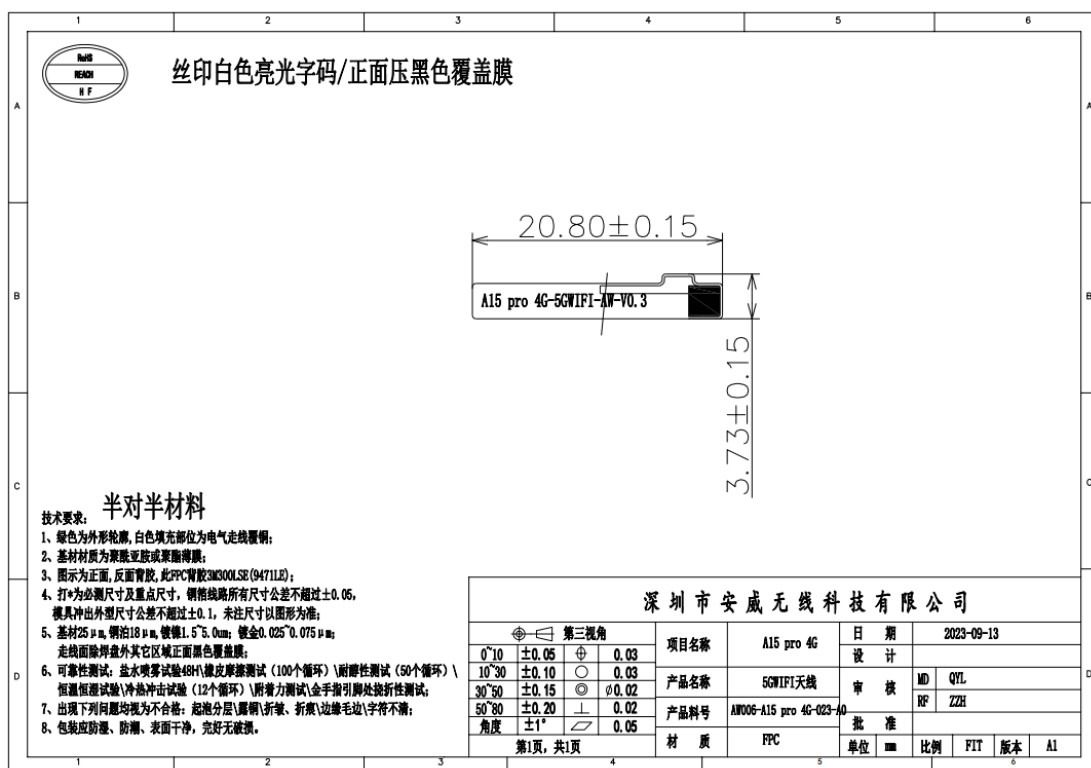 1 2 3 4 5 6
RoHS
REACH
H F
丝印白色亮光字码/正面压黑色覆盖膜
A A
20.80±0.15
B B
A15 pro 4G-5GWIFI-AW-V0.3
3.73±0.15
C C
半对半材料
技术要求:
1、绿色为外形轮廓,白色填充部位为电气走线覆铜;
2、基材材质为聚酰亚胺或聚酯薄膜;
3、图示为正面,反面背胶,此FPC背胶3M300LSE(9471LE);
4、打*为必测尺寸及重点尺寸, 铜箔线路所有尺寸公差不超过±0.05,
模具冲出外型尺寸公差不超过±0.1, 未注尺寸以图形为准;
5、基材25μm,铜泊18μm,镀镍1.5~5.0um; 镀金0.025~0.075μm;
走线面除焊盘外其它区域正面黑色覆盖膜;
6、可靠性测试: 盐水喷雾试验48H\橡皮摩擦测试(100个循环)\耐醇性测试(50个循环)\
恒温恒湿试验\冷热冲击试验(12个循环)\附着力测试\金手指引脚处挠折性测试;
7、出现下列问题均视为不合格: 起泡分层\露铜\折皱、折痕\边缘毛边\字符不清;
8、包装应防湿、防潮、表面干净, 完好无破损。
D D
深圳市安威无线科技有限公司
第三视角
0~10 ±0.05 0.03
10~30 ±0.10 0.03
30~50 ±0.15 ø0.02
50~80 ±0.20 0.02
角度 ±1° 0.05
第1页, 共1页
项目名称 A15 pro 4G
产品名称 5GWIFI天线
产品料号 AW006-A15 pro 4G-023-A0
材 质 FPC
日 期 2023-09-13
设 计
审 核 MD QYL
RF ZZH
批 准
单位 mm 比例 FIT 版本 A1
1 2 3 4 5 6